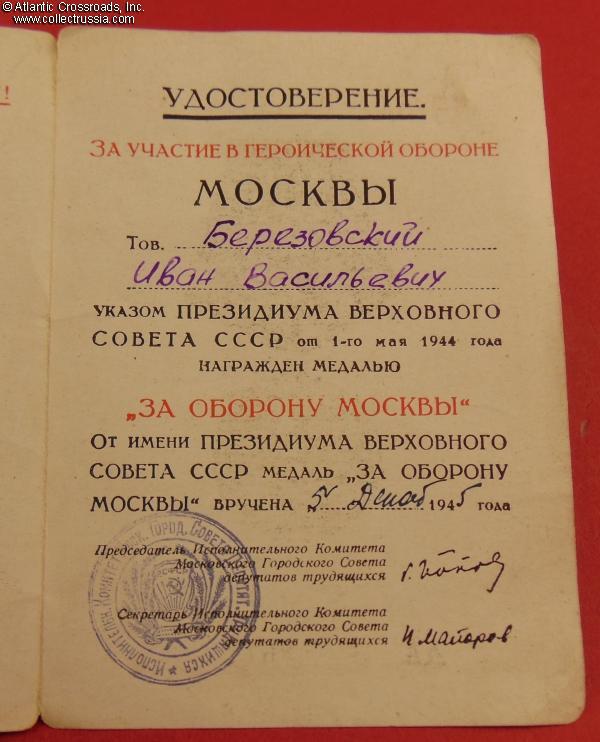 © Atlantic Crossroads, Inc.
www.collectrussia.com
!
УДОСТОВЕРЕНИЕ.
ЗА УЧАСТИЕ В ГЕРОИЧЕСКОЙ ОБОРОНЕ
МОСКВЫ
Тов. Березовский
Иван Васильевич
УКАЗОМ ПРЕЗИДИУМА ВЕРХОВНОГО
СОВЕТА СССР от 1-го мая 1944 года
НАГРАЖДЕН МЕДАЛЬЮ
„ЗА ОБОРОНУ МОСКВЫ“
ОТ ИМЕНИ ПРЕЗИДИУМА ВЕРХОВНОГО
СОВЕТА СССР МЕДАЛЬ „ЗА ОБОРОНУ
МОСКВЫ“ ВРУЧЕНА 5 Декаб 1945 года
Председатель Исполнительного Комитета
Московского Городского Совета
депутатов трудящихся Г. Попов
Секретарь Исполнительного Комитета
Московского Городского Совета
депутатов трудящихся Н. Майоров